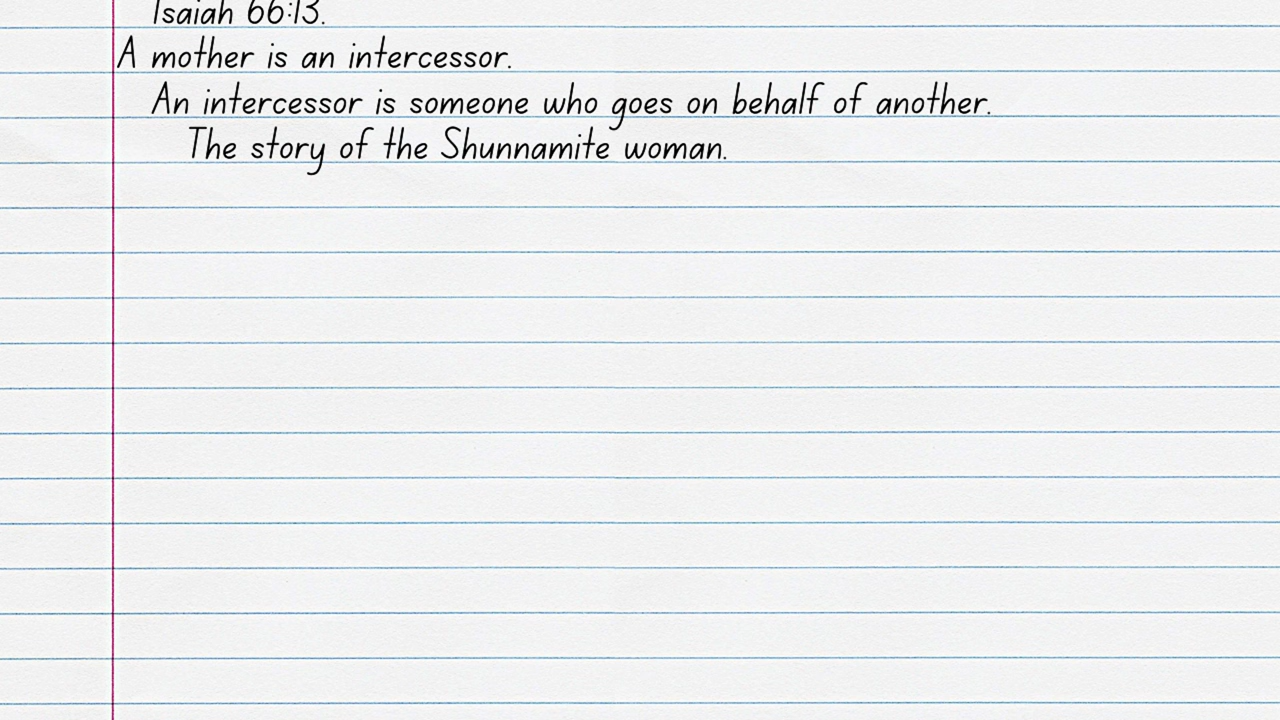 Isaiah 66:13.
A mother is an intercessor.
An intercessor is someone who goes on behalf of another.
The story of the Shunnamite woman.